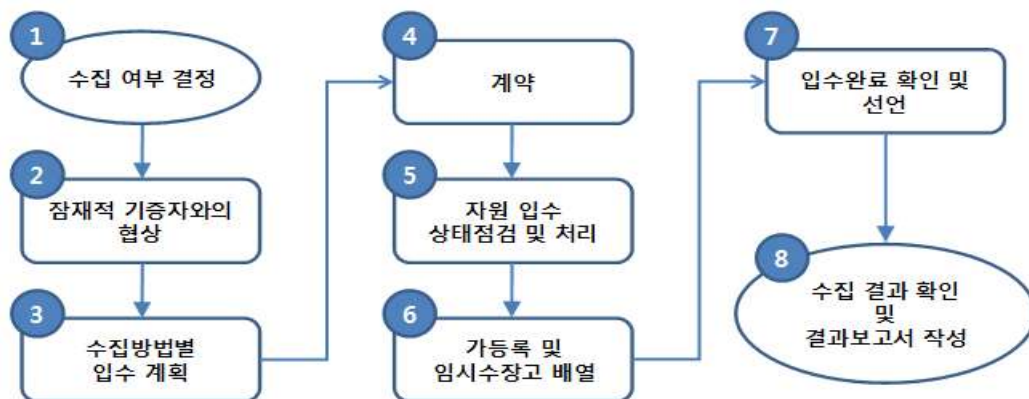 1
수집 여부 결정
2
잠재적 기증자와의
협상
3
수집방법별
입수 계획
4
계약
5
자원 입수
상태점검 및 처리
6
가등록 및
임시수장고 배열
7
입수완료 확인 및
선언
8
수집 결과 확인
및
결과보고서 작성